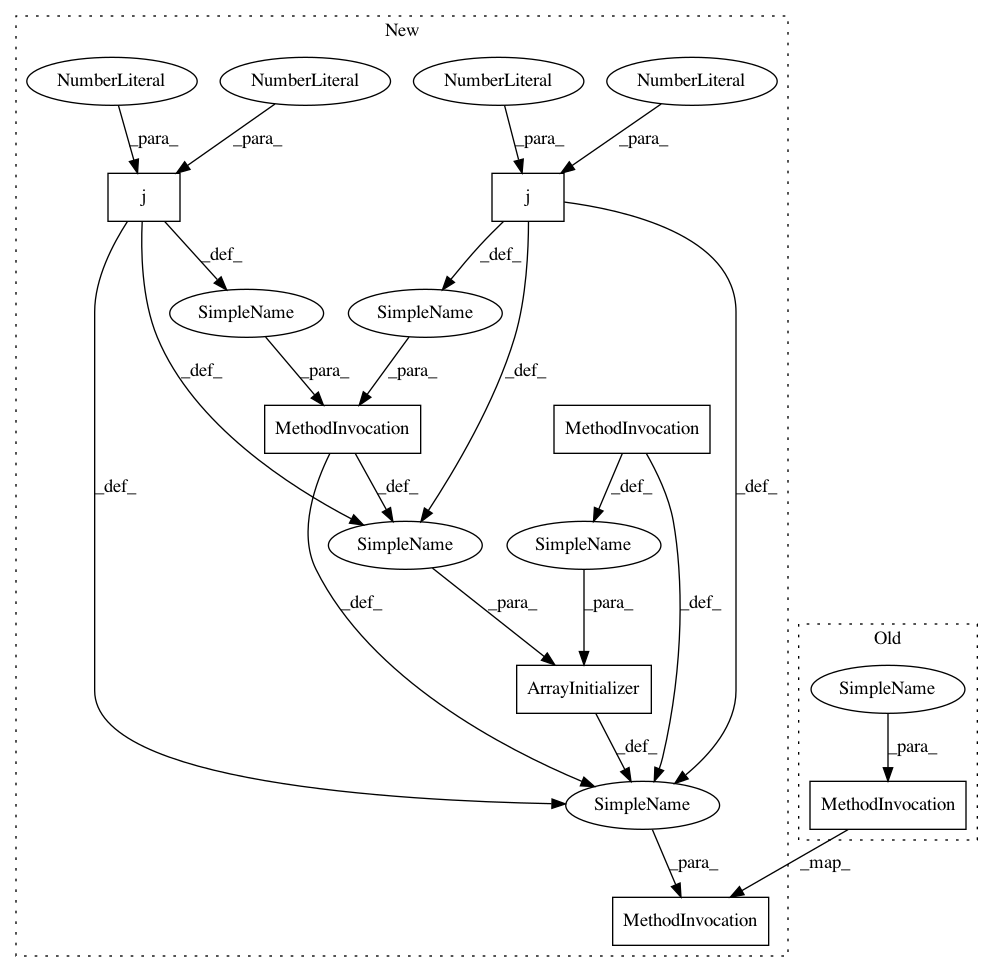 New
NumberLiteral NumberLiteral NumberLiteral NumberLiteral
_para_ _para_ _para_ _para_
j j
_def_ _def_
SimpleName SimpleName
_para_ _para_ _def_ _def_
MethodInvocation MethodInvocation
_def_ _def_ _def_ _def_
SimpleName SimpleName
_def_ _para_ _para_ _def_
Old
ArrayInitializer SimpleName
_def_ _para_
SimpleName MethodInvocation
_para_ _map_
MethodInvocation